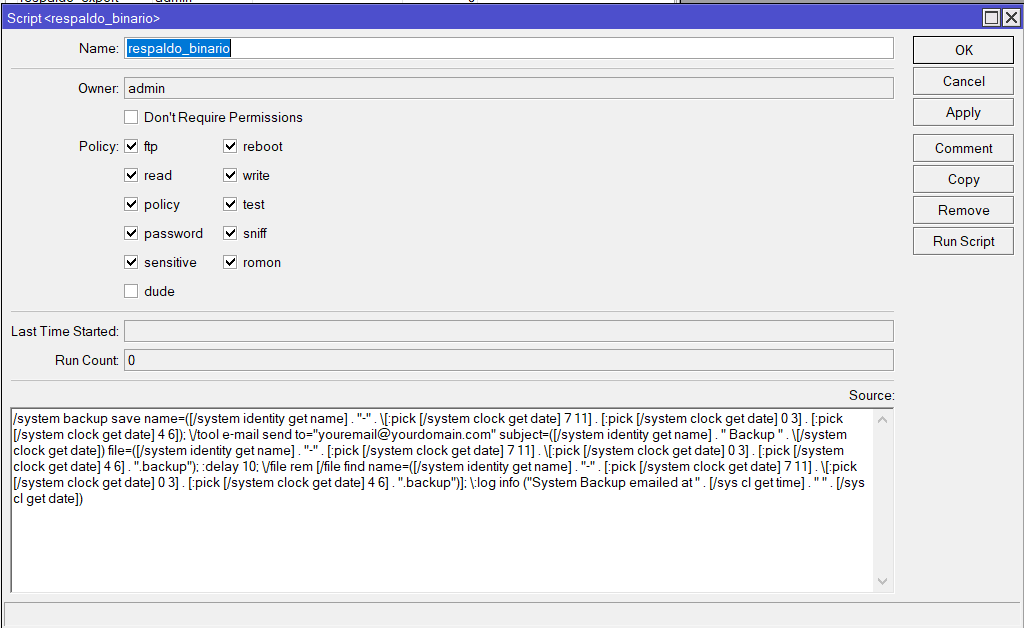 Script <respaldo_binario>
Name: respaldo_binario
OK
Owner: admin
Cancel
Don't Require Permissions
Apply
Policy: ftp reboot
Comment
read write
Copy
policy test
Remove
password sniff
Run Script
sensitive romon
dude
Last Time Started:
Run Count: 0
Source:
/system backup save name=([/system identity get name] . "-" . \[:pick [/system clock get date] 7 11] . [:pick [/system clock get date] 0 3] . [:pick
[/system clock get date] 4 6]); \/tool e-mail send to="youremail@yourdomain.com" subject=([/system identity get name] . " Backup " . \[/system
clock get date]) file=([/system identity get name] . "-" . [:pick [/system clock get date] 7 11] . \[:pick [/system clock get date] 0 3] . [:pick [/system
clock get date] 4 6] . ".backup"); :delay 10; \/file rem [/file find name=([/system identity get name] . "-" . [:pick [/system clock get date] 7 11] . \[:pick
[/system clock get date] 0 3] . [:pick [/system clock get date] 4 6] . ".backup")]; \:log info ("System Backup emailed at " . [/sys cl get time] . " " . [/sys
cl get date])